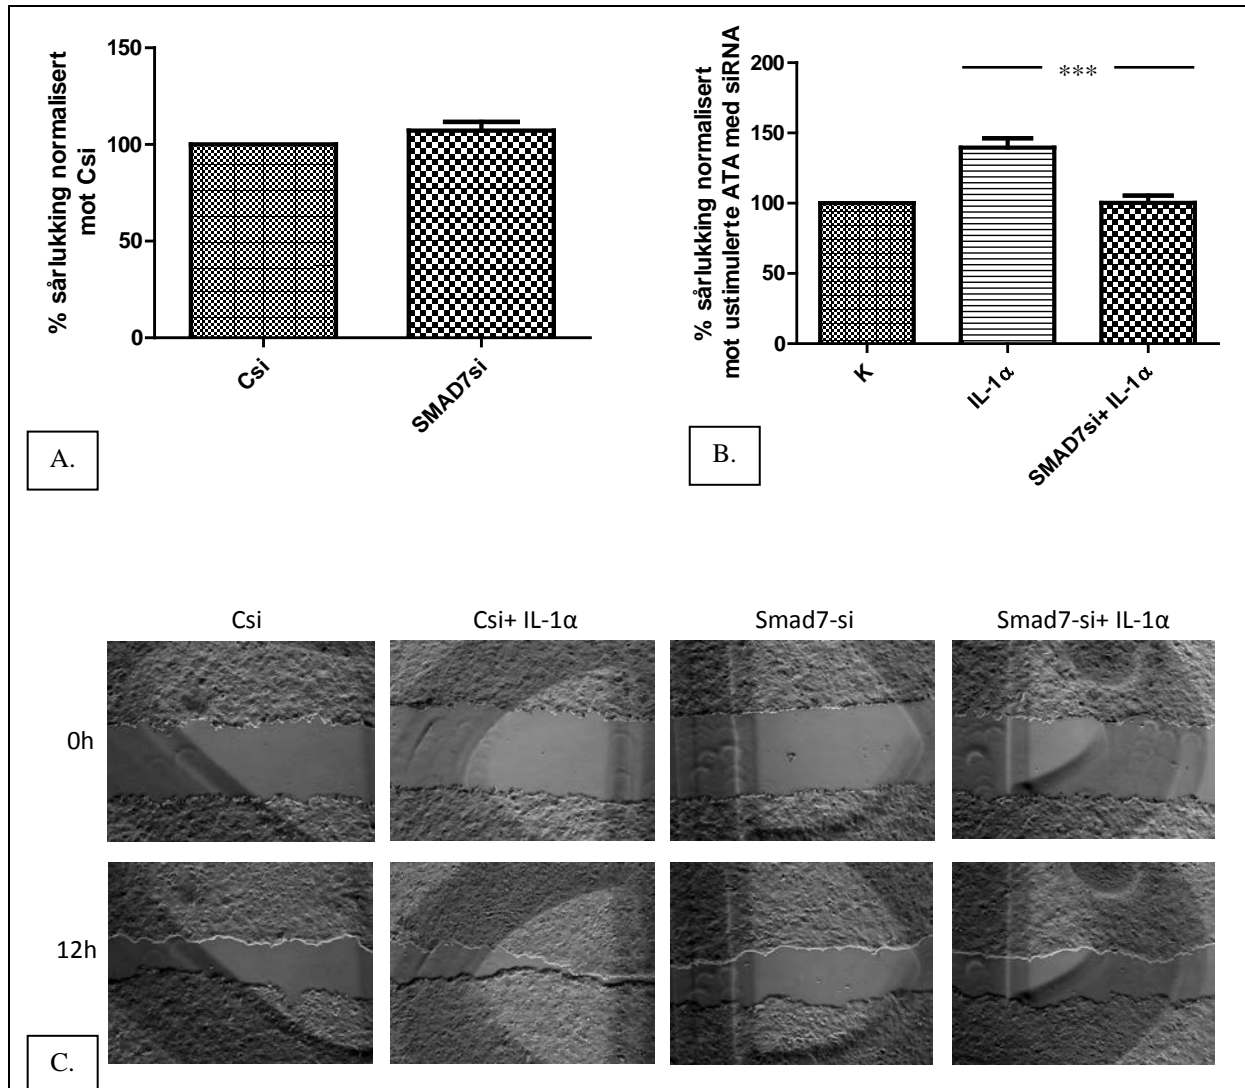 % sårlukking normalisert
mot Csi
150
100
50
0
Csi
SMAD7si
A.
% sårlukking normalisert
mot ustimulerte ATA med siRNA
200
150
100
50
0
***
K
IL-1α
SMAD7si+ IL-1α
B.
Csi
Csi+ IL-1α
Smad7-si
Smad7-si+ IL-1α
0h
12h
C.